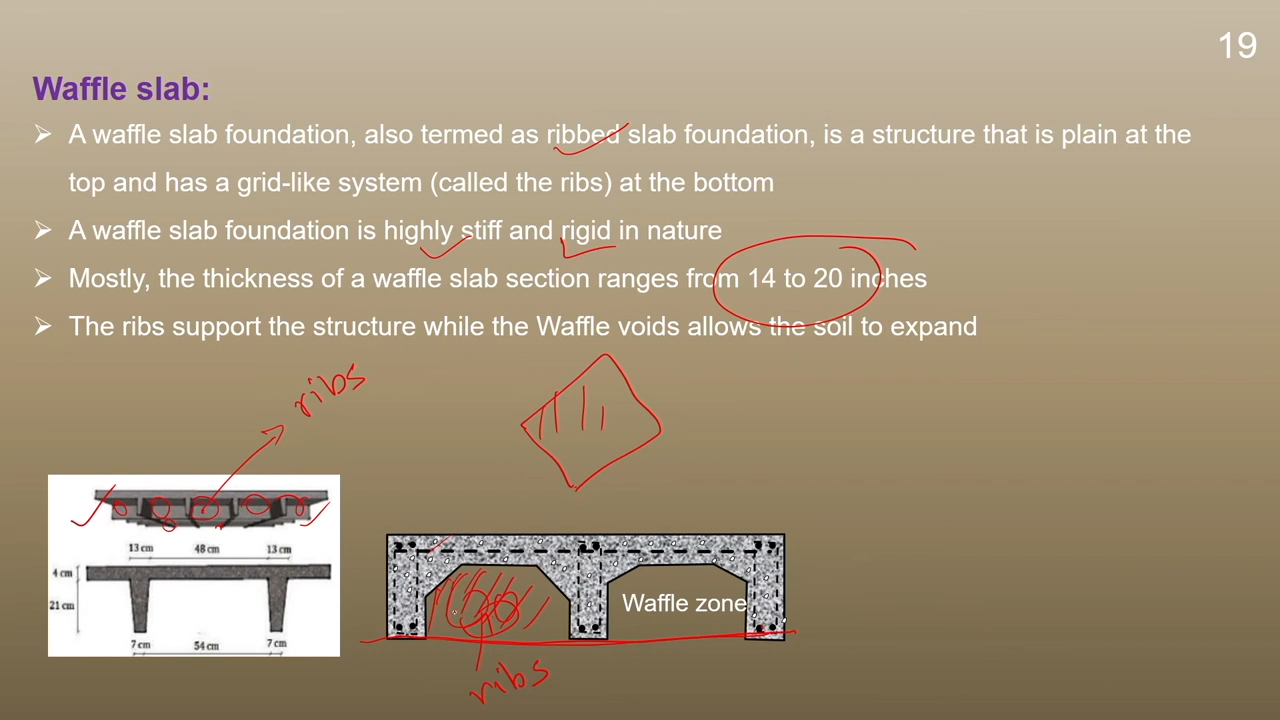 19
Waffle slab:
➢ A waffle slab foundation, also termed as ribbed slab foundation, is a structure that is plain at the
top and has a grid-like system (called the ribs) at the bottom
➢ A waffle slab foundation is highly stiff and rigid in nature
➢ Mostly, the thickness of a waffle slab section ranges from 14 to 20 inches
➢ The ribs support the structure while the Waffle voids allows the soil to expand
ribs
13 cm 48 cm 13 cm
4 cm
21 cm
7 cm 54 cm 7 cm
Waffle zone
ribs